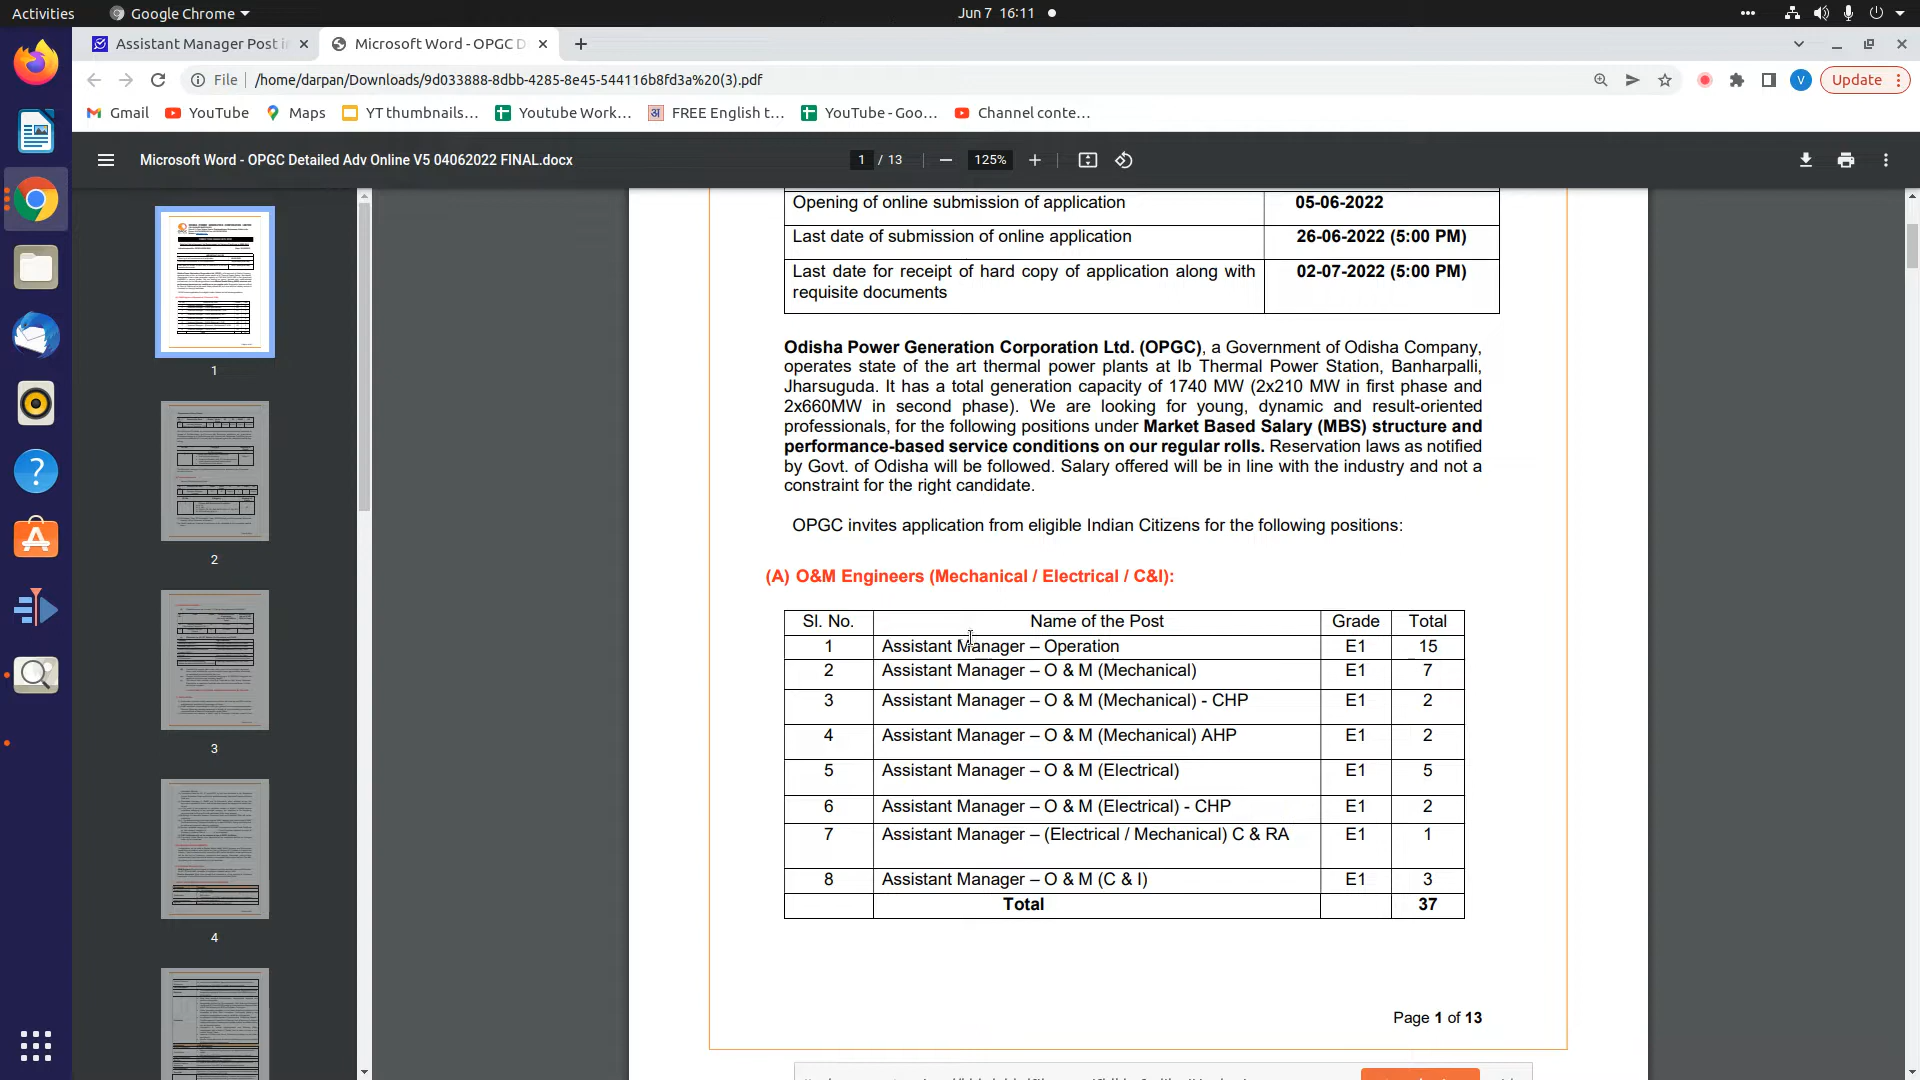 Activities
Google Chrome
Jun 7 16:11
Assistant Manager Post i
Microsoft Word - OPGC D
File
/home/darpan/Downloads/9d033888-8dbb-4285-8e45-544116b8fd3a%20(3).pdf
V
Update
Gmail
YouTube
Maps
YT thumbnails…
Youtube Work…
FREE English t…
YouTube - Goo…
Channel conte…
Microsoft Word - OPGC Detailed Adv Online V5 04062022 FINAL.docx
1 / 13
125%
1
2
3
4
Opening of online submission of application 05-06-2022
Last date of submission of online application 26-06-2022 (5:00 PM)
Last date for receipt of hard copy of application along with 02-07-2022 (5:00 PM)
requisite documents
Odisha Power Generation Corporation Ltd. (OPGC), a Government of Odisha Company,
operates state of the art thermal power plants at Ib Thermal Power Station, Banharpalli,
Jharsuguda. It has a total generation capacity of 1740 MW (2x210 MW in first phase and
2x660MW in second phase). We are looking for young, dynamic and result-oriented
professionals, for the following positions under Market Based Salary (MBS) structure and
performance-based service conditions on our regular rolls. Reservation laws as notified
by Govt. of Odisha will be followed. Salary offered will be in line with the industry and not a
constraint for the right candidate.
OPGC invites application from eligible Indian Citizens for the following positions:
(A) O&M Engineers (Mechanical / Electrical / C&I):
Sl. No. Name of the Post Grade Total
1 Assistant Manager – Operation E1 15
2 Assistant Manager – O & M (Mechanical) E1 7
3 Assistant Manager – O & M (Mechanical) - CHP E1 2
4 Assistant Manager – O & M (Mechanical) AHP E1 2
5 Assistant Manager – O & M (Electrical) E1 5
6 Assistant Manager – O & M (Electrical) - CHP E1 2
7 Assistant Manager – (Electrical / Mechanical) C & RA E1 1
8 Assistant Manager – O & M (C & I) E1 3
Total 37
Page 1 of 13